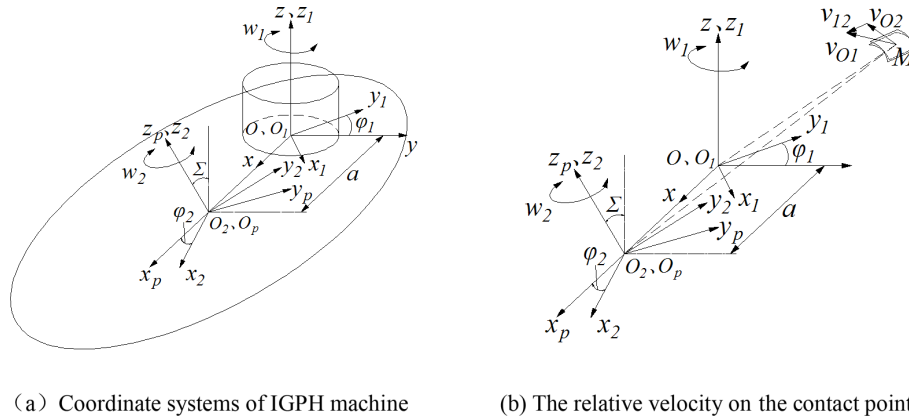 z、z₁
w₁
y₁
O、O₁
φ₁
zₚ、z₂
x
x₁
y
w₂
Σ
y₂
a
yₚ
φ₂
O₂、Oₚ
xₚ
x₂
（a）Coordinate systems of IGPH machine
v₁₂
v_O2
v_O1
M
z、z₁
w₁
y₁
O、O₁
φ₁
zₚ、z₂
x
x₁
w₂
Σ
y₂
a
yₚ
φ₂
O₂、Oₚ
xₚ
x₂
(b) The relative velocity on the contact point